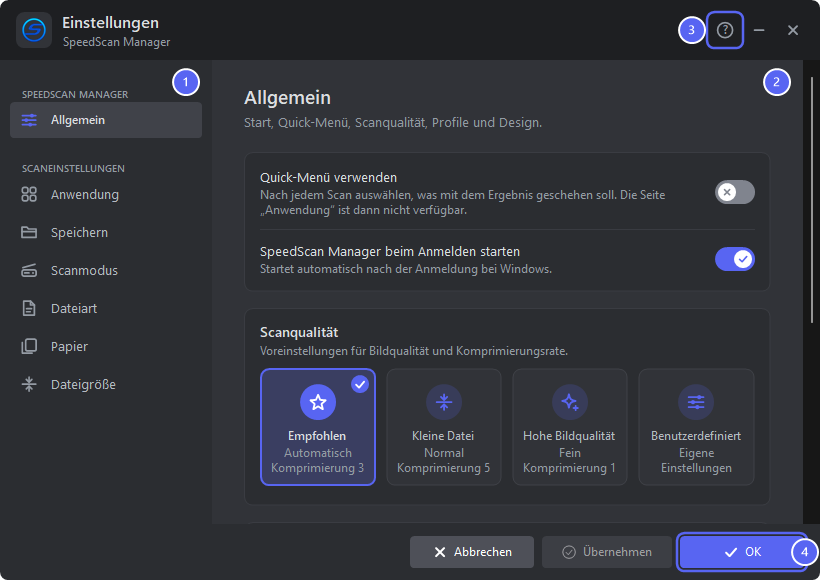 Einstellungen
SpeedScan Manager
3
1
SPEEDSCAN MANAGER
Allgemein
SCANEINSTELLUNGEN
Anwendung
Speichern
Scanmodus
Dateiart
Papier
Dateigröße
2
Allgemein
Start, Quick-Menü, Scanqualität, Profile und Design.
Quick-Menü verwenden
Nach jedem Scan auswählen, was mit dem Ergebnis geschehen soll. Die Seite
„Anwendung“ ist dann nicht verfügbar.
SpeedScan Manager beim Anmelden starten
Startet automatisch nach der Anmeldung bei Windows.
Scanqualität
Voreinstellungen für Bildqualität und Komprimierungsrate.
Empfohlen
Automatisch
Komprimierung 3
Kleine Datei
Normal
Komprimierung 5
Hohe Bildqualität
Fein
Komprimierung 1
Benutzerdefiniert
Eigene
Einstellungen
Abbrechen
Übernehmen
OK
4